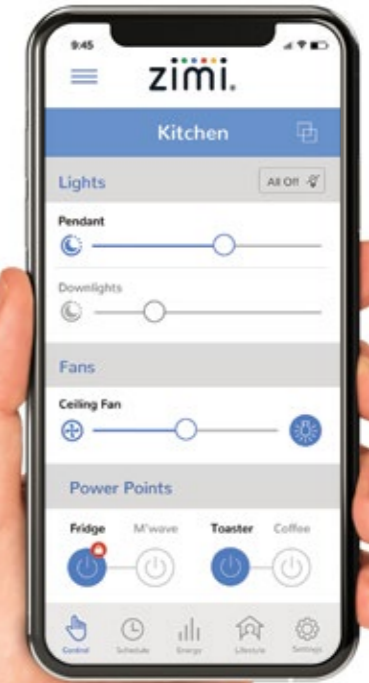 9:45
zimi.
Kitchen
Lights
All Off
Pendant
Downlights
Fans
Ceiling Fan
Power Points
Fridge M'wave Toaster Coffee
Control Schedule Energy Lifestyle Settings